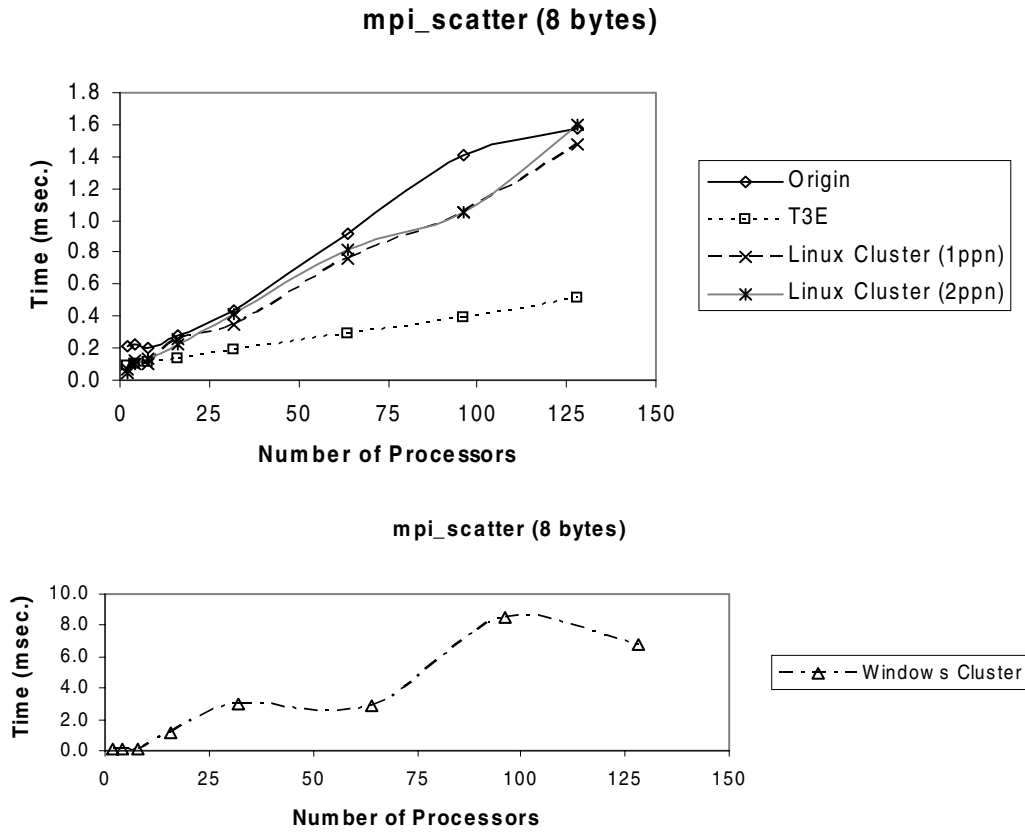 mpi_scatter (8 bytes)
1.8
1.6
1.4
1.2
1.0
0.8
0.6
0.4
0.2
0.0
Time (msec.)
0 25 50 75 100 125 150
Number of Processors
Origin
T3E
Linux Cluster (1ppn)
Linux Cluster (2ppn)
mpi_scatter (8 bytes)
10.0
8.0
6.0
4.0
2.0
0.0
Time (msec.)
0 25 50 75 100 125 150
Number of Processors
Windows Cluster